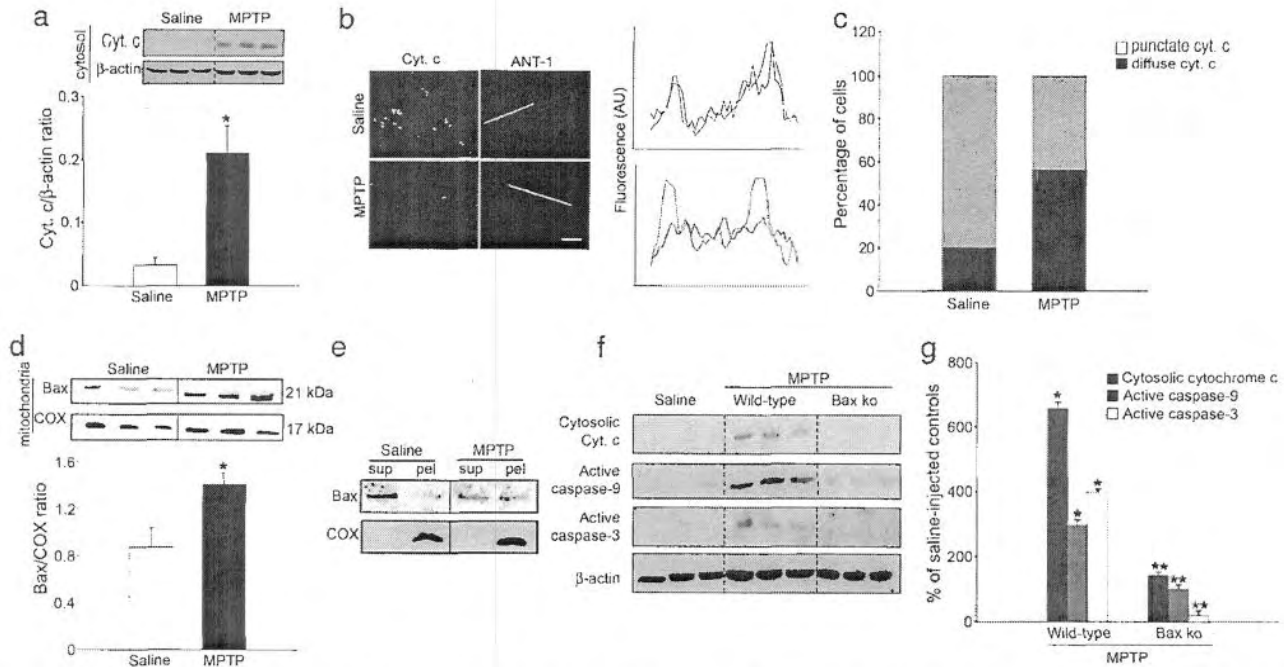 a
Saline MPTP
cytosol
Cyt. c
β-actin
Cyt. c/β-actin ratio
0.3
0.2
0.1
0
*
Saline MPTP
b
Cyt. c ANT-1
Saline
MPTP
Fluorescence (AU)
c
punctate cyt. c
diffuse cyt. c
Percentage of cells
120
100
80
60
40
20
0
Saline MPTP
d
Saline MPTP
mitochondria
Bax 21 kDa
COX 17 kDa
Bax/COX ratio
1.6
1.2
0.8
0.4
0
*
Saline MPTP
e
Saline MPTP
sup pel sup pel
Bax
COX
f
MPTP
Saline Wild-type Bax ko
Cytosolic
Cyt. c
Active
caspase-9
Active
caspase-3
β-actin
g
% of saline-injected controls
800
600
400
200
0
Cytosolic cytochrome c
Active caspase-9
Active caspase-3
*
*
*
**
**
**
Wild-type Bax ko
MPTP